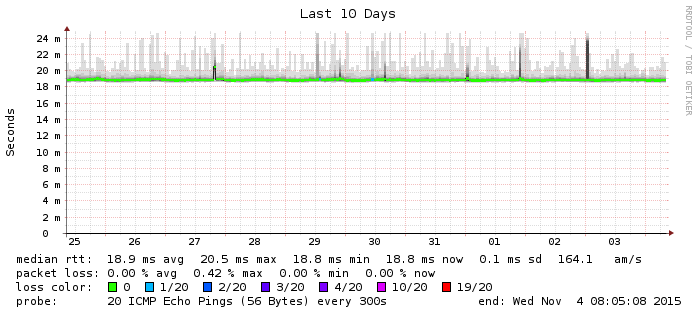 Last 10 Days
RRDTOOL / TOBI OETIKER
Seconds
24 m
22 m
20 m
18 m
16 m
14 m
12 m
10 m
8 m
6 m
4 m
2 m
0
25 26 27 28 29 30 31 01 02 03
median rtt: 18.9 ms avg 20.5 ms max 18.8 ms min 18.8 ms now 0.1 ms sd 164.1 am/s
packet loss: 0.00 % avg 0.42 % max 0.00 % min 0.00 % now
loss color: 0 1/20 2/20 3/20 4/20 10/20 19/20
probe: 20 ICMP Echo Pings (56 Bytes) every 300s end: Wed Nov 4 08:05:08 2015